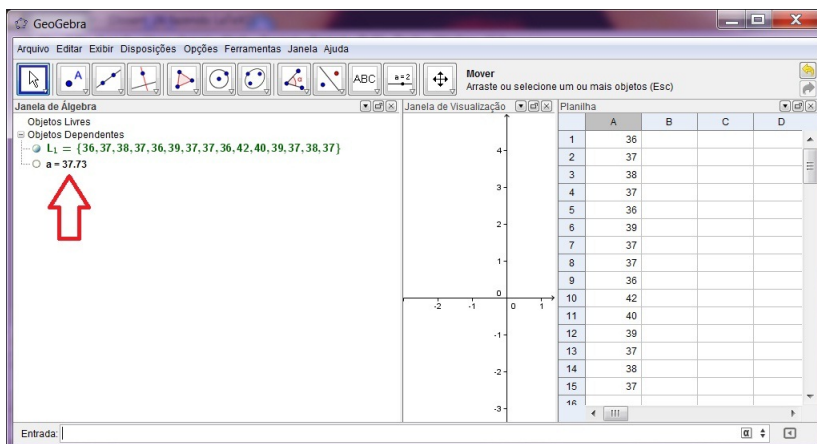 GeoGebra
Arquivo Editar Exibir Disposições Opções Ferramentas Janela Ajuda
A
ABC
a=2
Mover
Arraste ou selecione um ou mais objetos (Esc)
Janela de Álgebra
Objetos Livres
Objetos Dependentes
L₁ = {36,37,38,37,36,39,37,37,36,42,40,39,37,38,37}
a = 37.73
Janela de Visualização
4
3
2
1
0
-2 -1 0 1
-1
-2
-3
Planilha
A B C D
1 36
2 37
3 38
4 37
5 36
6 39
7 37
8 37
9 36
10 42
11 40
12 39
13 37
14 38
15 37
16
Entrada:
α